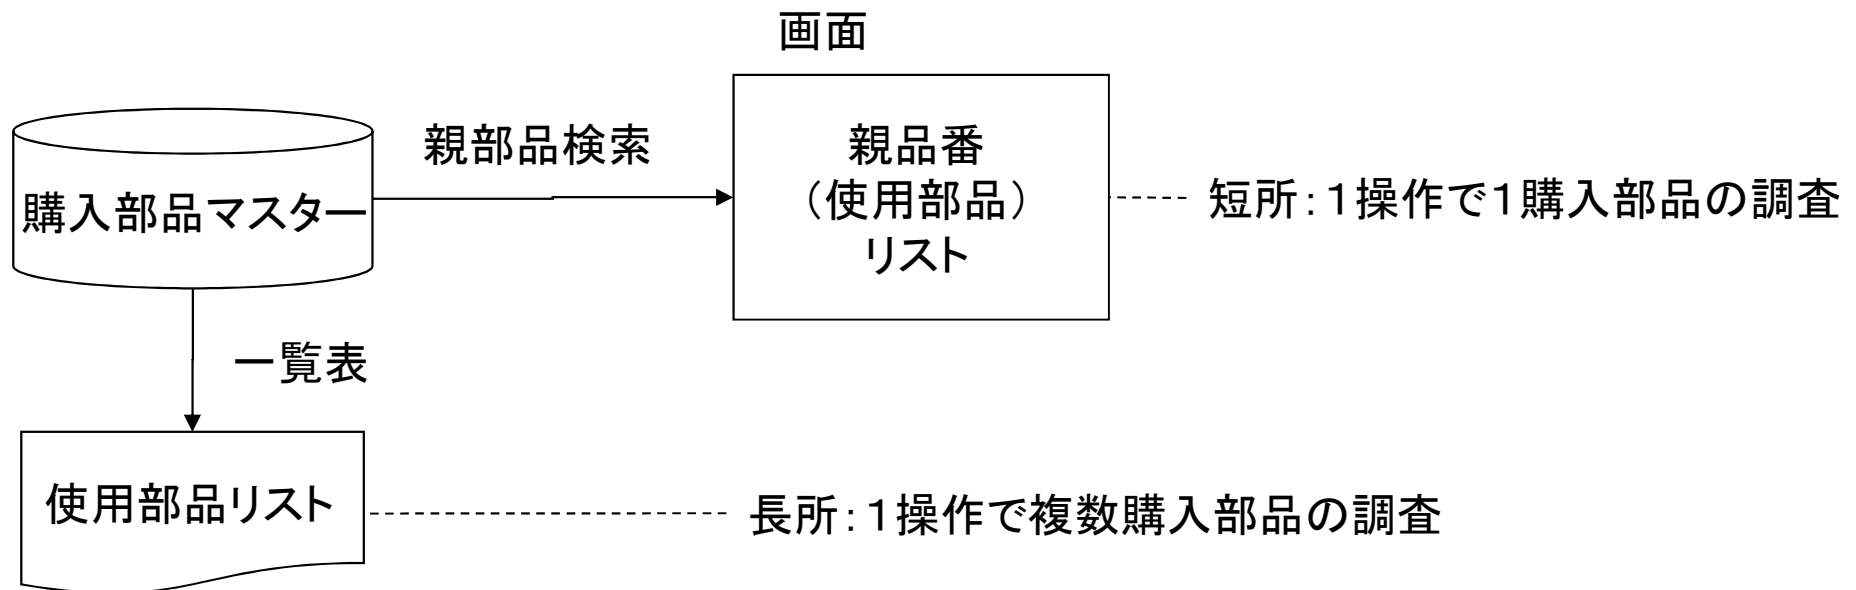 画面
親部品検索
親品番
（使用部品）
リスト
購入部品マスター
短所：１操作で１購入部品の調査
一覧表
使用部品リスト
長所：１操作で複数購入部品の調査